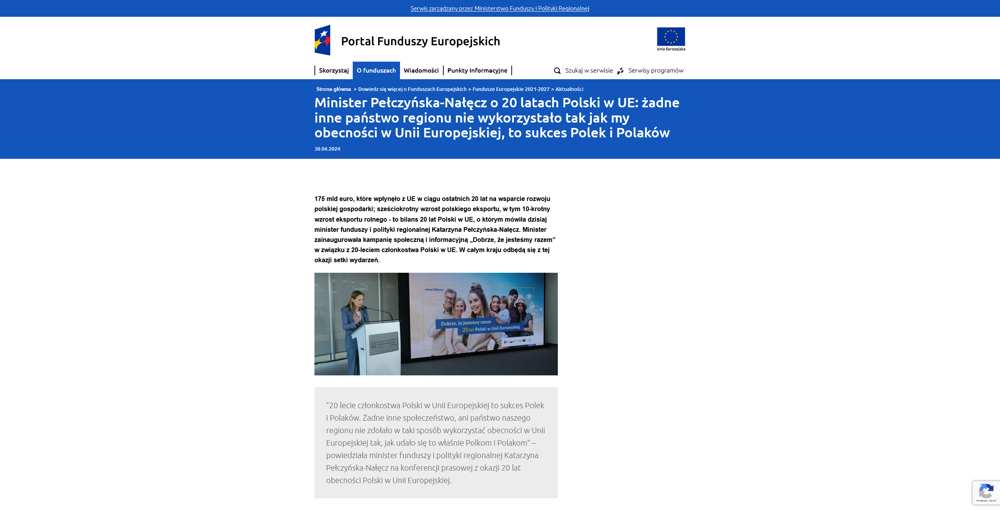 Serwis zarządzany przez Ministerstwo Funduszy i Polityki Regionalnej
Portal Funduszy Europejskich
Unia Europejska
Skorzystaj
O funduszach
Wiadomości
Punkty Informacyjne
Szukaj w serwisie
Serwisy programów
Strona główna > Dowiedz się więcej o Funduszach Europejskich > Fundusze Europejskie 2021-2027 > Aktualności
Minister Pełczyńska-Nałęcz o 20 latach Polski w UE: żadne
inne państwo regionu nie wykorzystało tak jak my
obecności w Unii Europejskiej, to sukces Polek i Polaków
30.04.2024
175 mld euro, które wpłynęło z UE w ciągu ostatnich 20 lat na wsparcie rozwoju
polskiej gospodarki; sześciokrotny wzrost polskiego eksportu, w tym 10-krotny
wzrost eksportu rolnego - to bilans 20 lat Polski w UE, o którym mówiła dzisiaj
minister funduszy i polityki regionalnej Katarzyna Pełczyńska-Nałęcz. Minister
zainaugurowała kampanię społeczną i informacyjną „Dobrze, że jesteśmy razem”
w związku z 20-leciem członkostwa Polski w UE. W całym kraju odbędą się z tej
okazji setki wydarzeń.
www.20lat.eu
Dobrze, że jesteśmy razem
20 lat Polski w Unii Europejskiej
Ministerstwo Funduszy
i Polityki Regionalnej
"20 lecie członkostwa Polski w Unii Europejskiej to sukces Polek
i Polaków. Żadne inne społeczeństwo, ani państwo naszego
regionu nie zdołało w taki sposób wykorzystać obecności w Unii
Europejskiej tak, jak udało się to właśnie Polkom i Polakom" –
powiedziała minister funduszy i polityki regionalnej Katarzyna
Pełczyńska-Nałęcz na konferencji prasowej z okazji 20 lat
obecności Polski w Unii Europejskiej.
Prywatność - Warunki